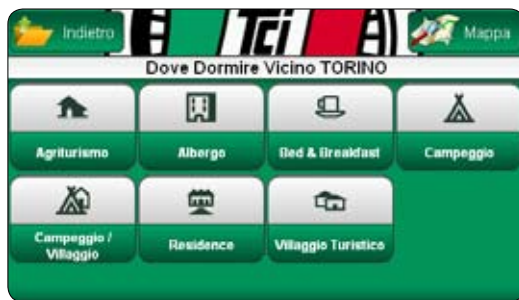 Indietro
Tci
Mappa
Dove Dormire Vicino TORINO
Agriturismo
Albergo
Bed & Breakfast
Campeggio
Campeggio /
Villaggio
Residence
Villaggio Turistico